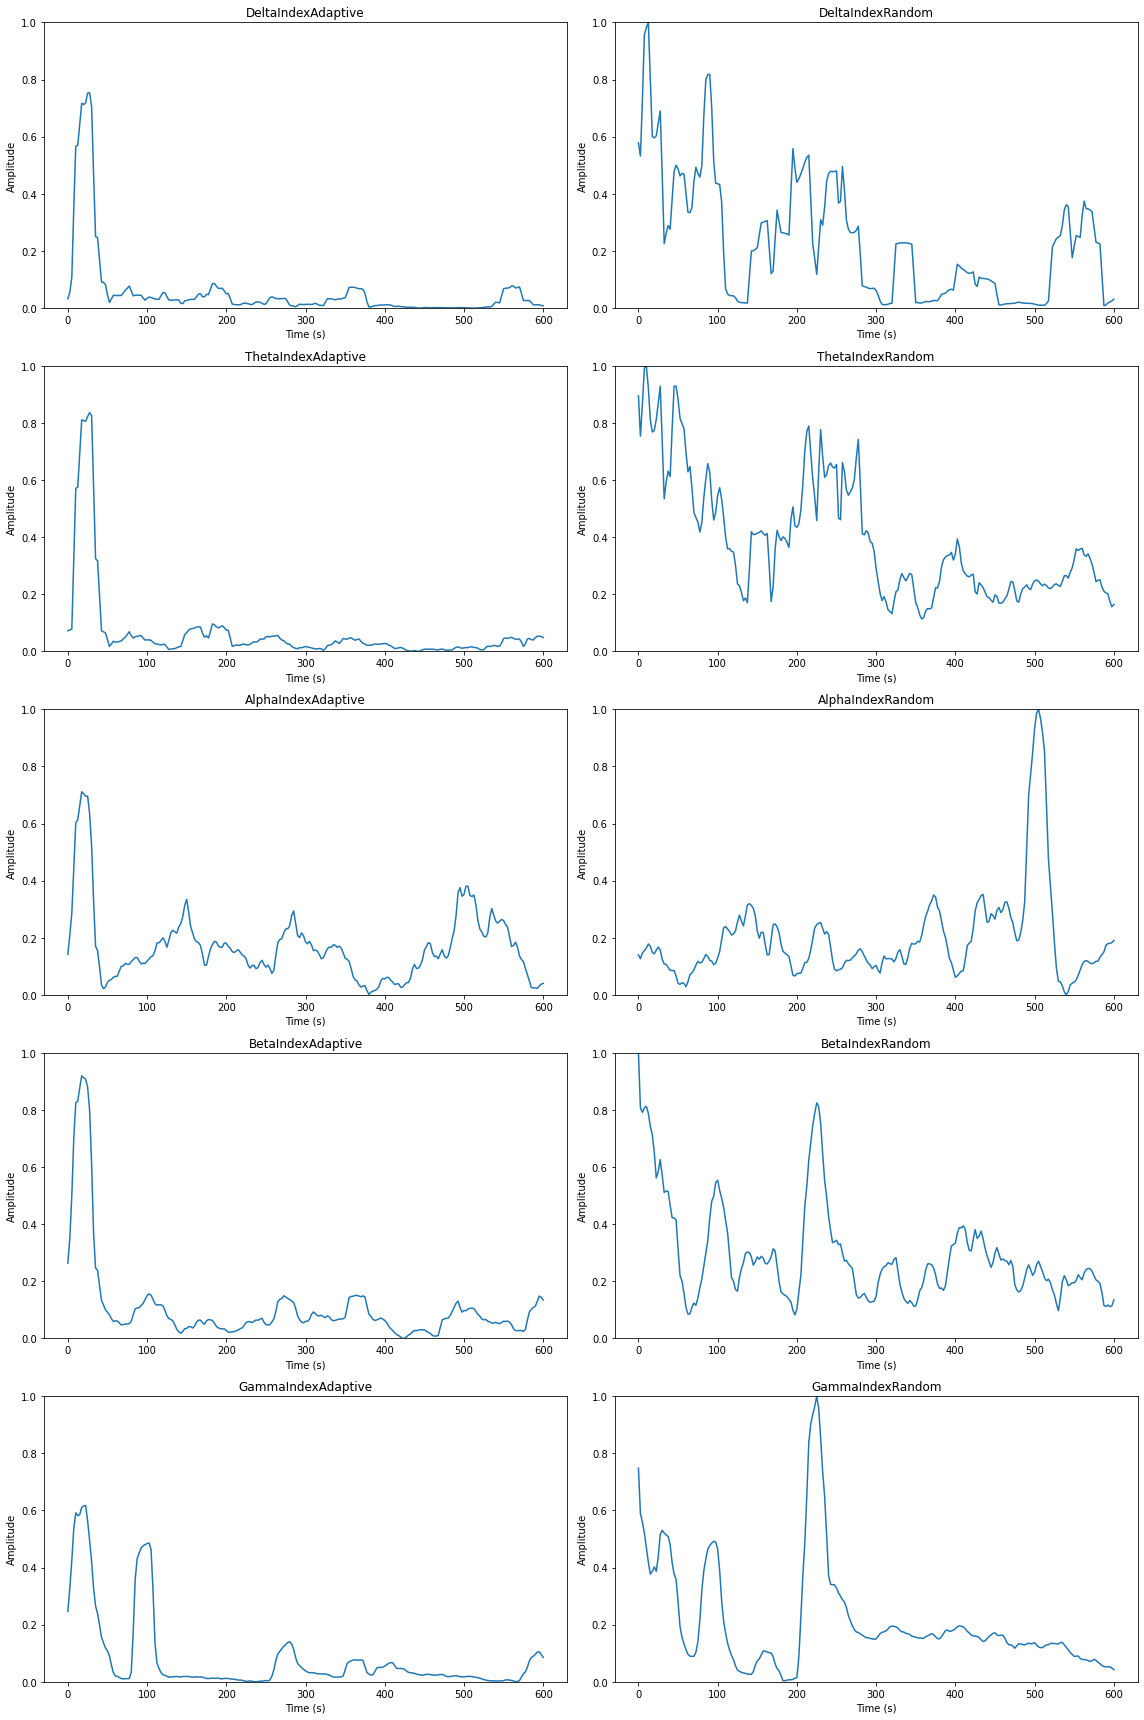 DeltaIndexAdaptive
1.0
0.8
0.6
0.4
0.2
0.0
Amplitude
0 100 200 300 400 500 600
Time (s)
DeltaIndexRandom
1.0
0.8
0.6
0.4
0.2
0.0
Amplitude
0 100 200 300 400 500 600
Time (s)
ThetaIndexAdaptive
1.0
0.8
0.6
0.4
0.2
0.0
Amplitude
0 100 200 300 400 500 600
Time (s)
ThetaIndexRandom
1.0
0.8
0.6
0.4
0.2
0.0
Amplitude
0 100 200 300 400 500 600
Time (s)
AlphaIndexAdaptive
1.0
0.8
0.6
0.4
0.2
0.0
Amplitude
0 100 200 300 400 500 600
Time (s)
AlphaIndexRandom
1.0
0.8
0.6
0.4
0.2
0.0
Amplitude
0 100 200 300 400 500 600
Time (s)
BetaIndexAdaptive
1.0
0.8
0.6
0.4
0.2
0.0
Amplitude
0 100 200 300 400 500 600
Time (s)
BetaIndexRandom
1.0
0.8
0.6
0.4
0.2
0.0
Amplitude
0 100 200 300 400 500 600
Time (s)
GammaIndexAdaptive
1.0
0.8
0.6
0.4
0.2
0.0
Amplitude
0 100 200 300 400 500 600
Time (s)
GammaIndexRandom
1.0
0.8
0.6
0.4
0.2
0.0
Amplitude
0 100 200 300 400 500 600
Time (s)